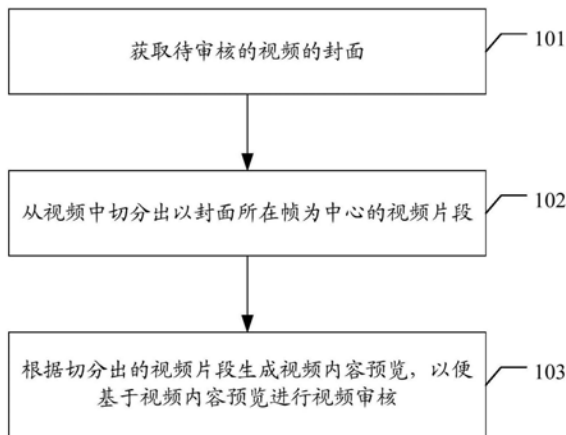 获取待审核的视频的封面
101
从视频中切分出以封面所在帧为中心的视频片段
102
根据切分出的视频片段生成视频内容预览，以便
基于视频内容预览进行视频审核
103